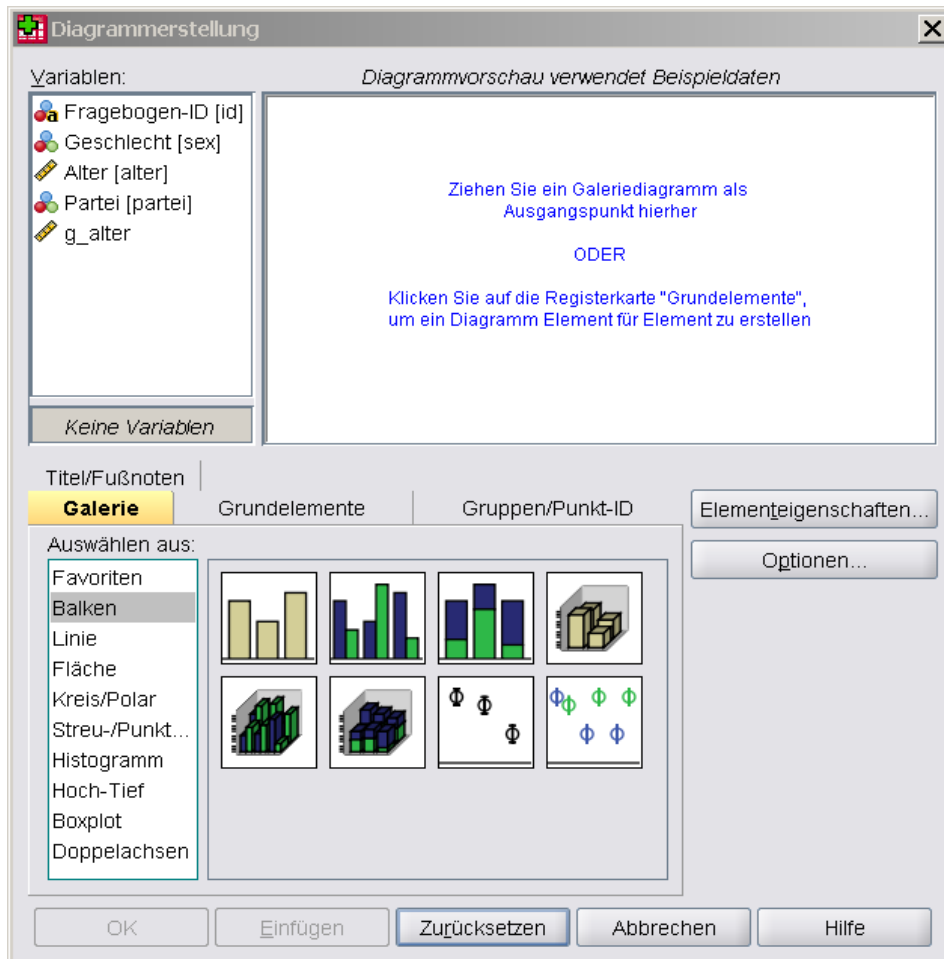 Diagrammerstellung
Variablen:
Diagrammvorschau verwendet Beispieldaten
Fragebogen-ID [id]
Geschlecht [sex]
Alter [alter]
Partei [partei]
g_alter
Keine Variablen
Ziehen Sie ein Galeriediagramm als
Ausgangspunkt hierher
ODER
Klicken Sie auf die Registerkarte "Grundelemente",
um ein Diagramm Element für Element zu erstellen
Titel/Fußnoten
Galerie
Grundelemente
Gruppen/Punkt-ID
Elementeigenschaften...
Optionen...
Auswählen aus:
Favoriten
Balken
Linie
Fläche
Kreis/Polar
Streu-/Punkt...
Histogramm
Hoch-Tief
Boxplot
Doppelachsen
OK
Einfügen
Zurücksetzen
Abbrechen
Hilfe